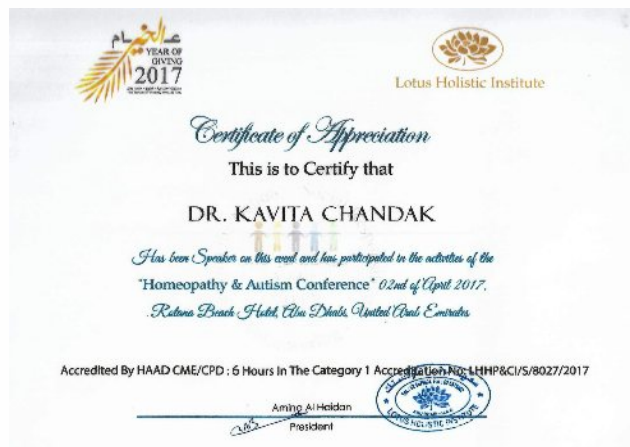 عام الخير
YEAR OF
GIVING
2017
Lotus Holistic Institute
Certificate of Appreciation
This is to Certify that
DR. KAVITA CHANDAK
Has been Speaker on this event and has participated in the activities of the
"Homeopathy & Autism Conference" 02nd of April 2017,
Rotana Beach Hotel, Abu Dhabi, United Arab Emirates
Accredited By HAAD CME/CPD : 6 Hours In The Category 1 Accreditation No: LHHP&CI/S/8027/2017
Amina Al Haidan
President
LOTUS HOLISTIC INSTITUTE